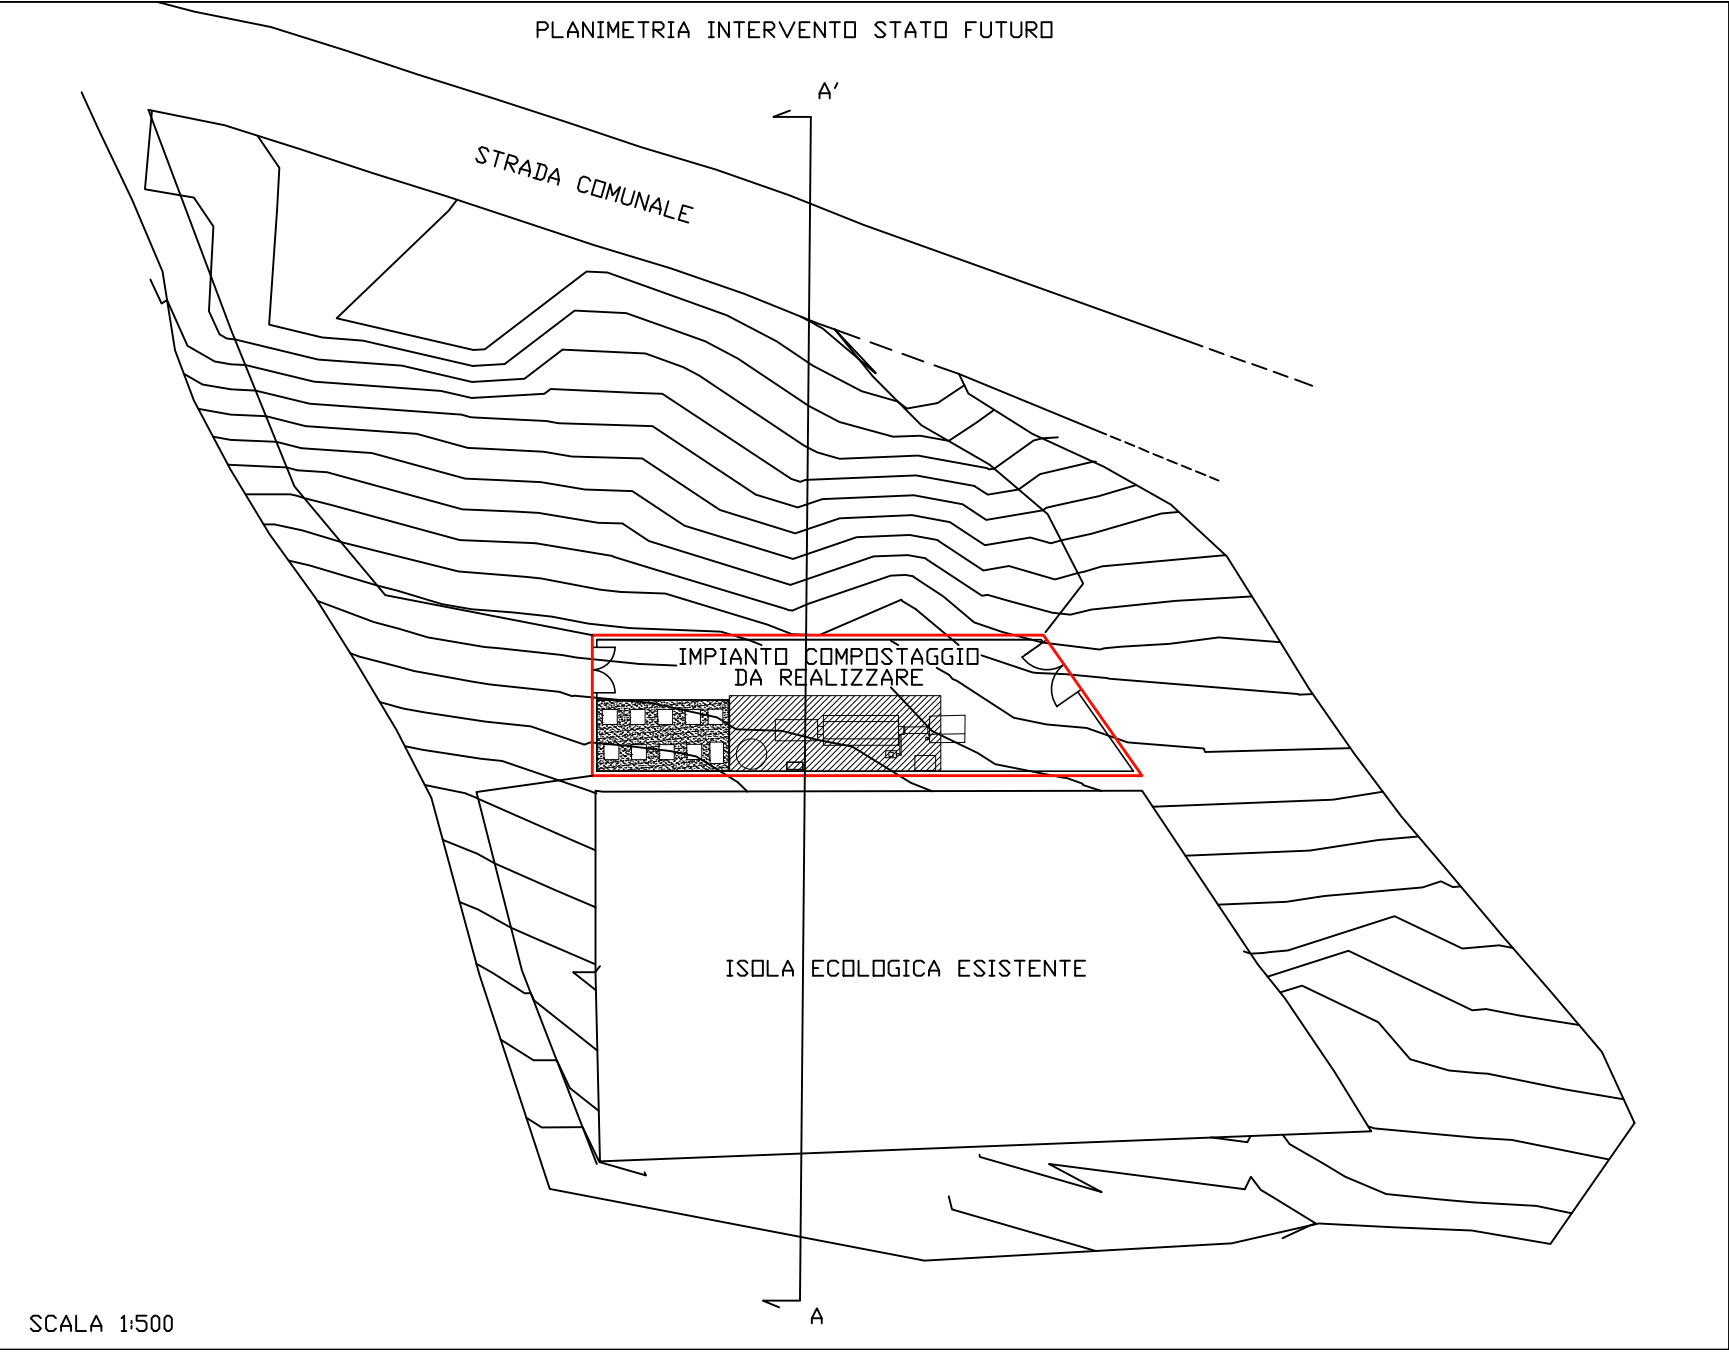 PLANIMETRIA INTERVENTO STATO FUTURO
A'
STRADA COMUNALE
IMPIANTO COMPOSTAGGIO
DA REALIZZARE
ISOLA ECOLOGICA ESISTENTE
A
SCALA 1:500